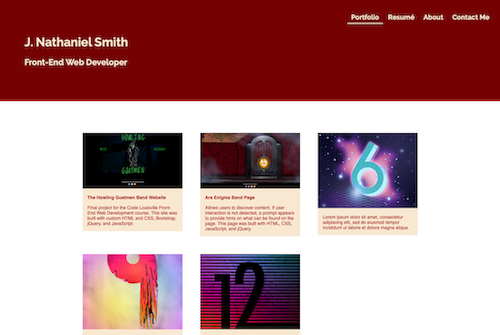 Portfolio Resumé About Contact Me
J. Nathaniel Smith
Front-End Web Developer
HOWLING
GOATMEN
6
The Howling Goatmen Band Website
Final project for the Code Louisville Front-
End Web Development course. This site was
built with custom HTML and CSS, Bootstrap,
jQuery, and JavaScript.
Ars Enigma Band Page
Allows users to discover content. If user
interaction is not detected, a prompt appears
to provide hints on what can be found on the
page. This page was built with HTML, CSS,
and jQuery.
Lorem ipsum dolor sit amet, consectetur
adipiscing elit, sed do eiusmod tempor
incididunt ut labore et dolore magna aliqua.
9
12